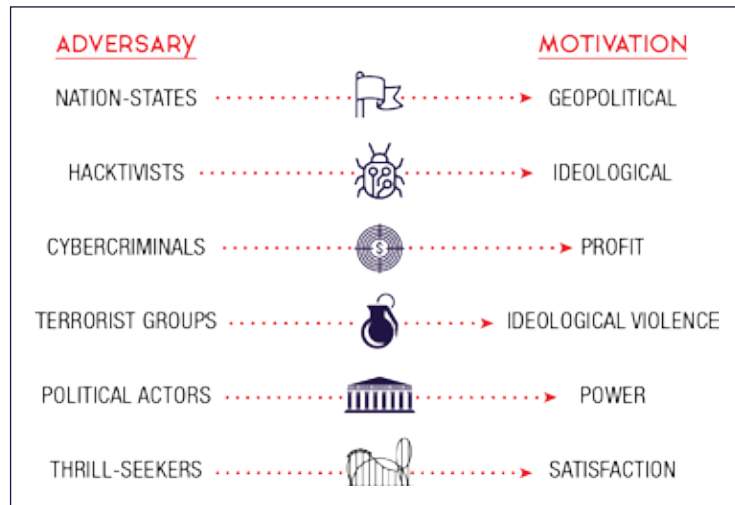 ADVERSARY MOTIVATION
NATION-STATES GEOPOLITICAL
HACKTIVISTS IDEOLOGICAL
CYBERCRIMINALS $ PROFIT
TERRORIST GROUPS IDEOLOGICAL VIOLENCE
POLITICAL ACTORS POWER
THRILL-SEEKERS SATISFACTION